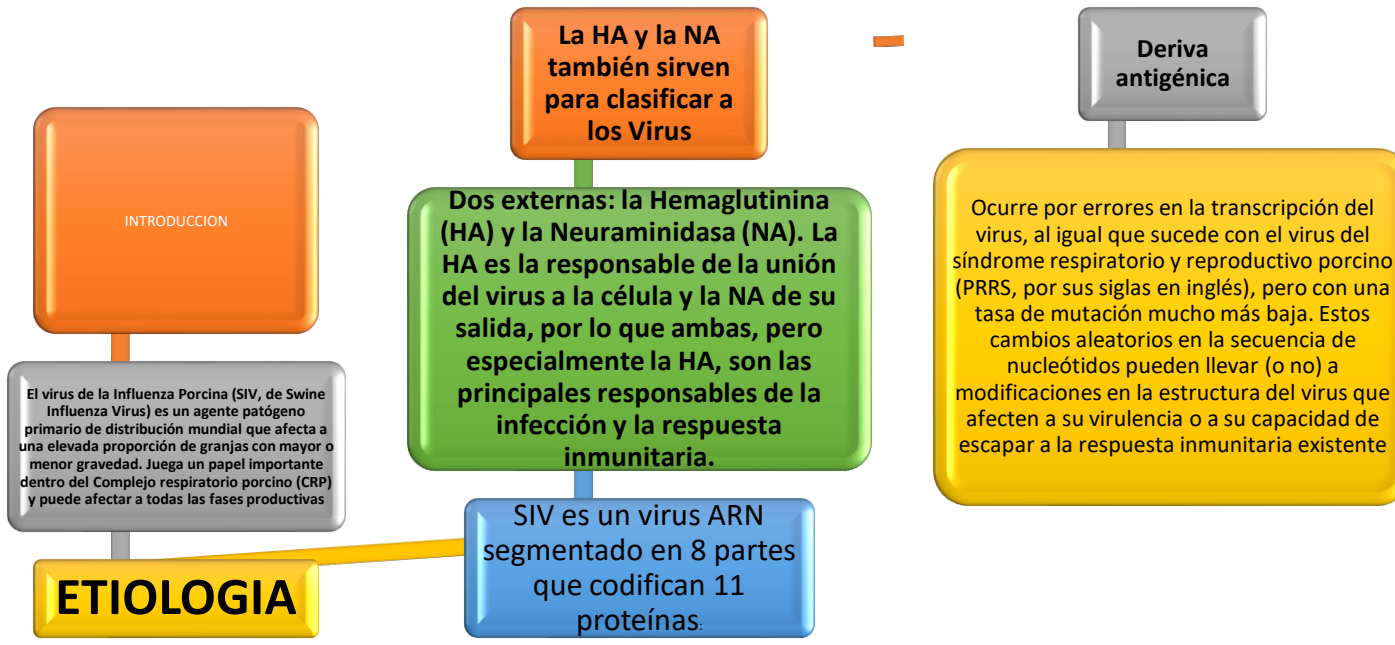 INTRODUCCION
El virus de la Influenza Porcina (SIV, de Swine
Influenza Virus) es un agente patógeno
primario de distribución mundial que afecta a
una elevada proporción de granjas con mayor o
menor gravedad. Juega un papel importante
dentro del Complejo respiratorio porcino (CRP)
y puede afectar a todas las fases productivas
ETIOLOGIA
SIV es un virus ARN
segmentado en 8 partes
que codifican 11
proteínas:
Dos externas: la Hemaglutinina
(HA) y la Neuraminidasa (NA). La
HA es la responsable de la unión
del virus a la célula y la NA de su
salida, por lo que ambas, pero
especialmente la HA, son las
principales responsables de la
infección y la respuesta
inmunitaria.
La HA y la NA
también sirven
para clasificar a
los Virus
Deriva
antigénica
Ocurre por errores en la transcripción del
virus, al igual que sucede con el virus del
síndrome respiratorio y reproductivo porcino
(PRRS, por sus siglas en inglés), pero con una
tasa de mutación mucho más baja. Estos
cambios aleatorios en la secuencia de
nucleótidos pueden llevar (o no) a
modificaciones en la estructura del virus que
afecten a su virulencia o a su capacidad de
escapar a la respuesta inmunitaria existente